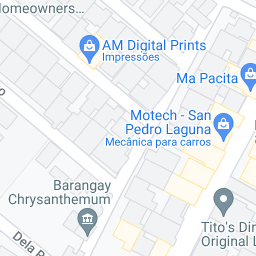 Homeowners...
AM Digital Prints
Impressões
Ma Pacita
Motech - San
Pedro Laguna
Mecânica para carros
Barangay
Chrysanthemum
Tito's Di
Original L
Dela